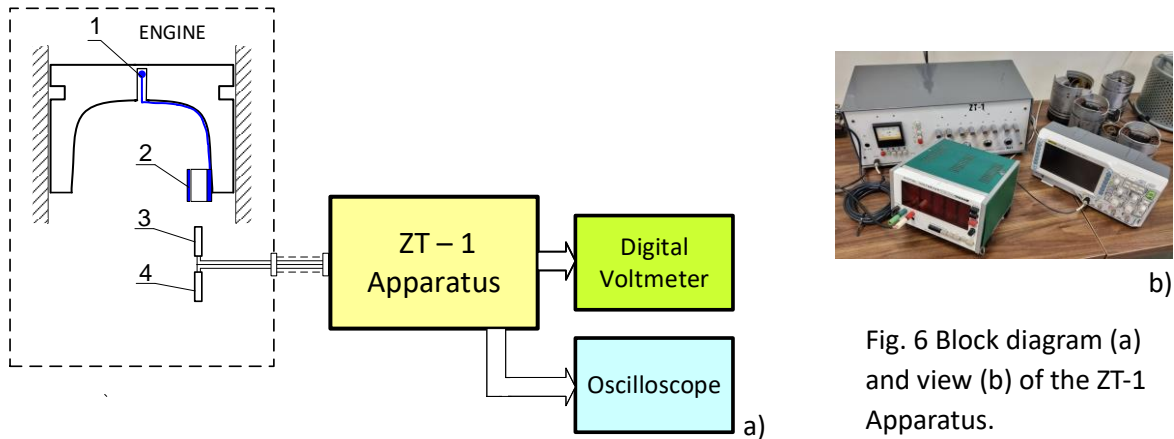 1
ENGINE
2
3
4
ZT – 1
Apparatus
Digital
Voltmeter
Oscilloscope
a)
ZT-1
b)
Fig. 6 Block diagram (a)
and view (b) of the ZT-1
Apparatus.